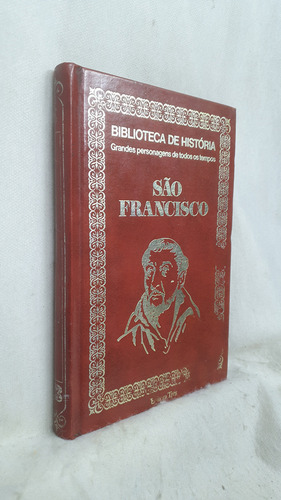 BIBLIOTECA DE HISTÓRIA
Grandes personagens de todos os tempos
SÃO
FRANCISCO